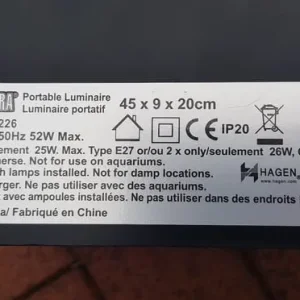 RA® Portable Luminaire
Luminaire portatif
45 x 9 x 20cm
226
50Hz 52W Max.
CE IP20
ement 25W. Max. Type E27 or/ou 2 x only/seulement 26W,
erse. Not for use on aquariums.
h lamps installed. Not for damp locations.
rger. Ne pas utiliser avec des aquariums.
avec ampoules installées. Ne pas utiliser dans des endroits
a/ Fabriqué en Chine
HAGEN